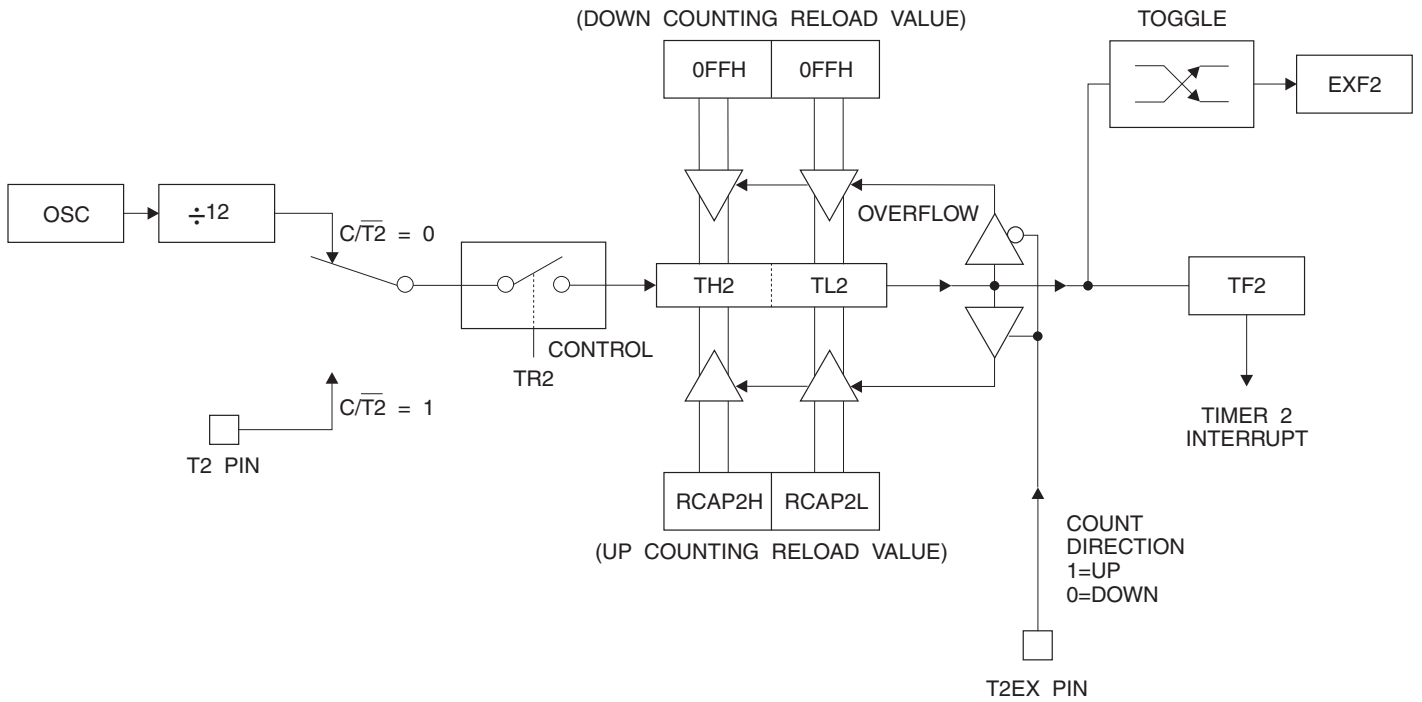 (DOWN COUNTING RELOAD VALUE)
TOGGLE
0FFH
0FFH
EXF2
OSC
÷12
OVERFLOW
C/T2̅ = 0
TH2
TL2
TF2
CONTROL
TR2
C/T2̅ = 1
T2 PIN
TIMER 2
INTERRUPT
RCAP2H
RCAP2L
(UP COUNTING RELOAD VALUE)
COUNT
DIRECTION
1=UP
0=DOWN
T2EX PIN